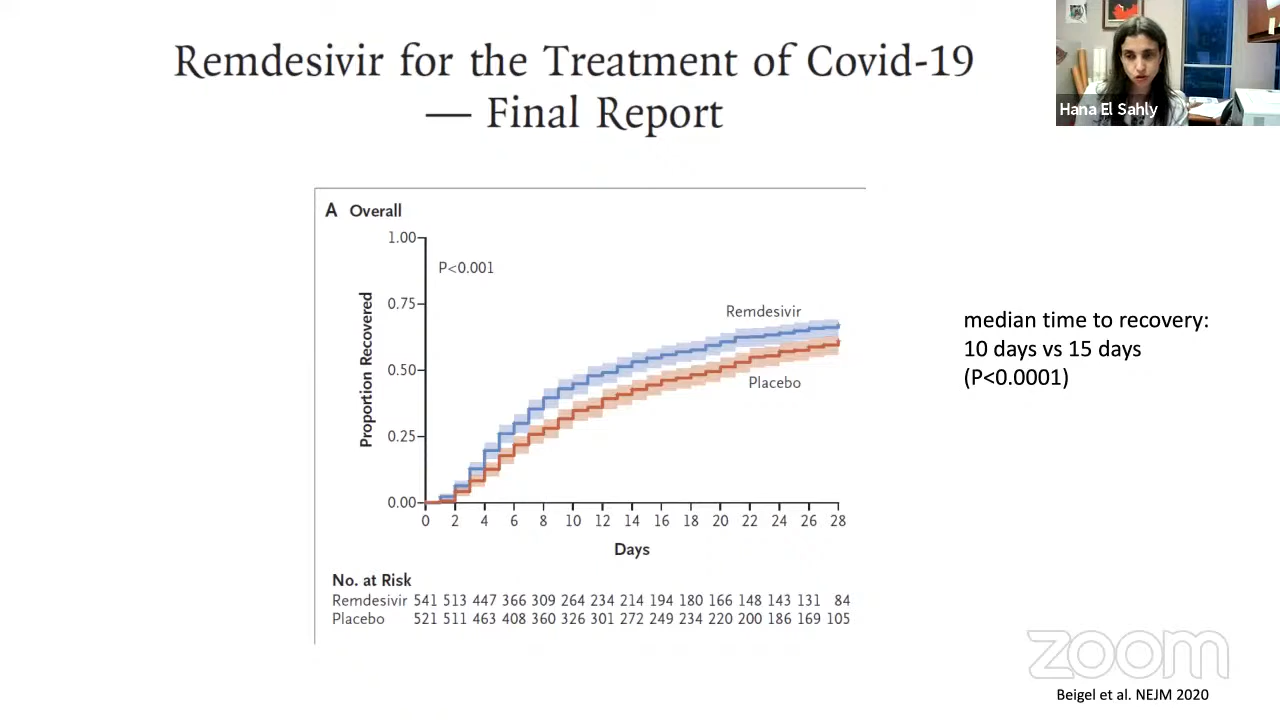 Remdesivir for the Treatment of Covid-19
— Final Report
Hana El Sahly
A Overall
1.00
P<0.001
0.75
0.50
0.25
0.00
Proportion Recovered
Remdesivir
Placebo
0 2 4 6 8 10 12 14 16 18 20 22 24 26 28
Days
No. at Risk
Remdesivir 541 513 447 366 309 264 234 214 194 180 166 148 143 131 84
Placebo 521 511 463 408 360 326 301 272 249 234 220 200 186 169 105
median time to recovery:
10 days vs 15 days
(P<0.0001)
zoom
Beigel et al. NEJM 2020